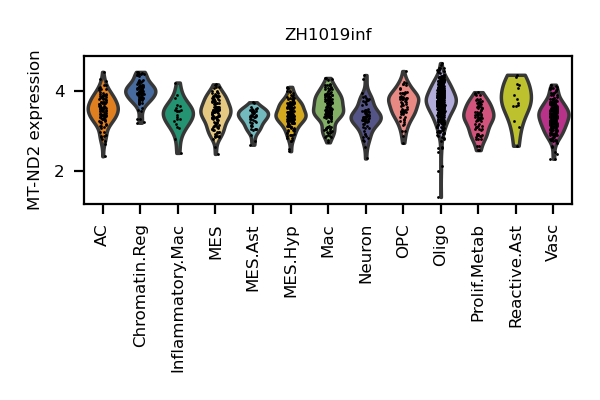 ZH1019inf
MT-ND2 expression
4
2
AC
Chromatin.Reg
Inflammatory.Mac
MES
MES.Ast
MES.Hyp
Mac
Neuron
OPC
Oligo
Prolif.Metab
Reactive.Ast
Vasc